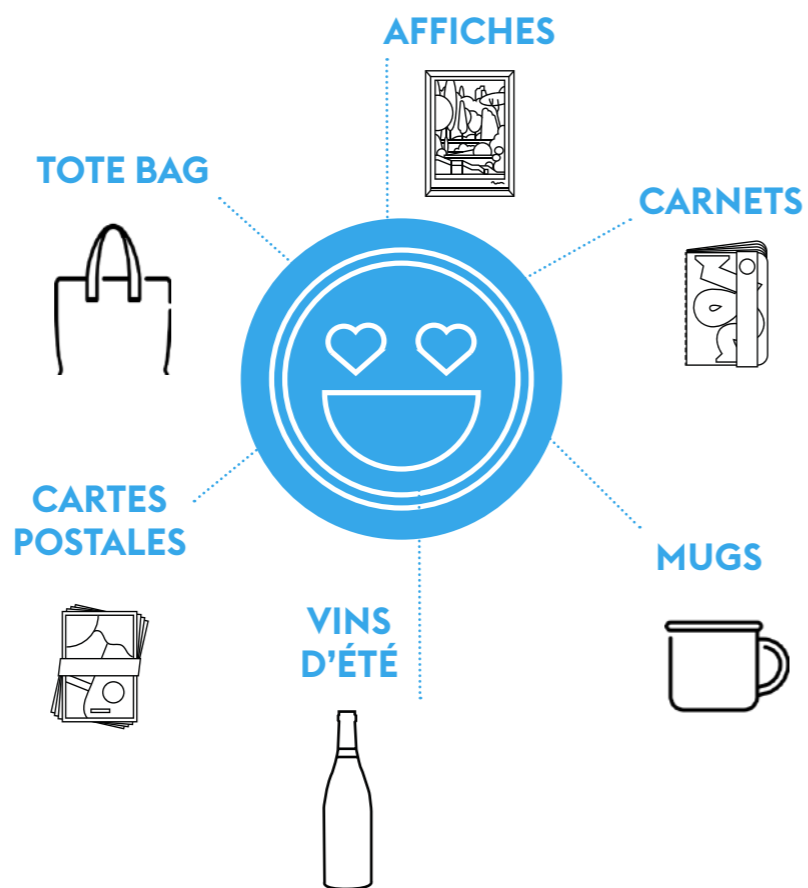 AFFICHES
TOTE BAG
CARNETS
CARTES
POSTALES
MUGS
VINS
D'ÉTÉ